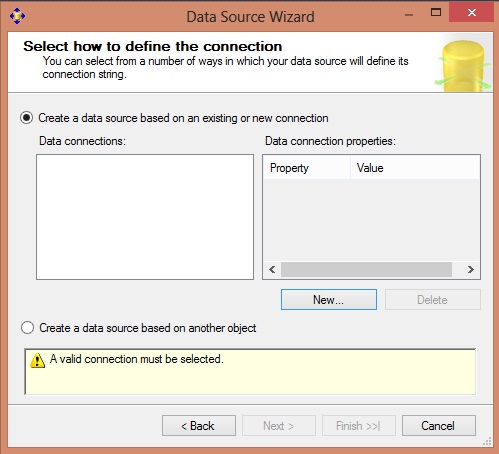 Data Source Wizard
Select how to define the connection
You can select from a number of ways in which your data source will define its
connection string.
Create a data source based on an existing or new connection
Data connections:
Data connection properties:
Property Value
New... Delete
Create a data source based on another object
A valid connection must be selected.
< Back Next > Finish >>| Cancel